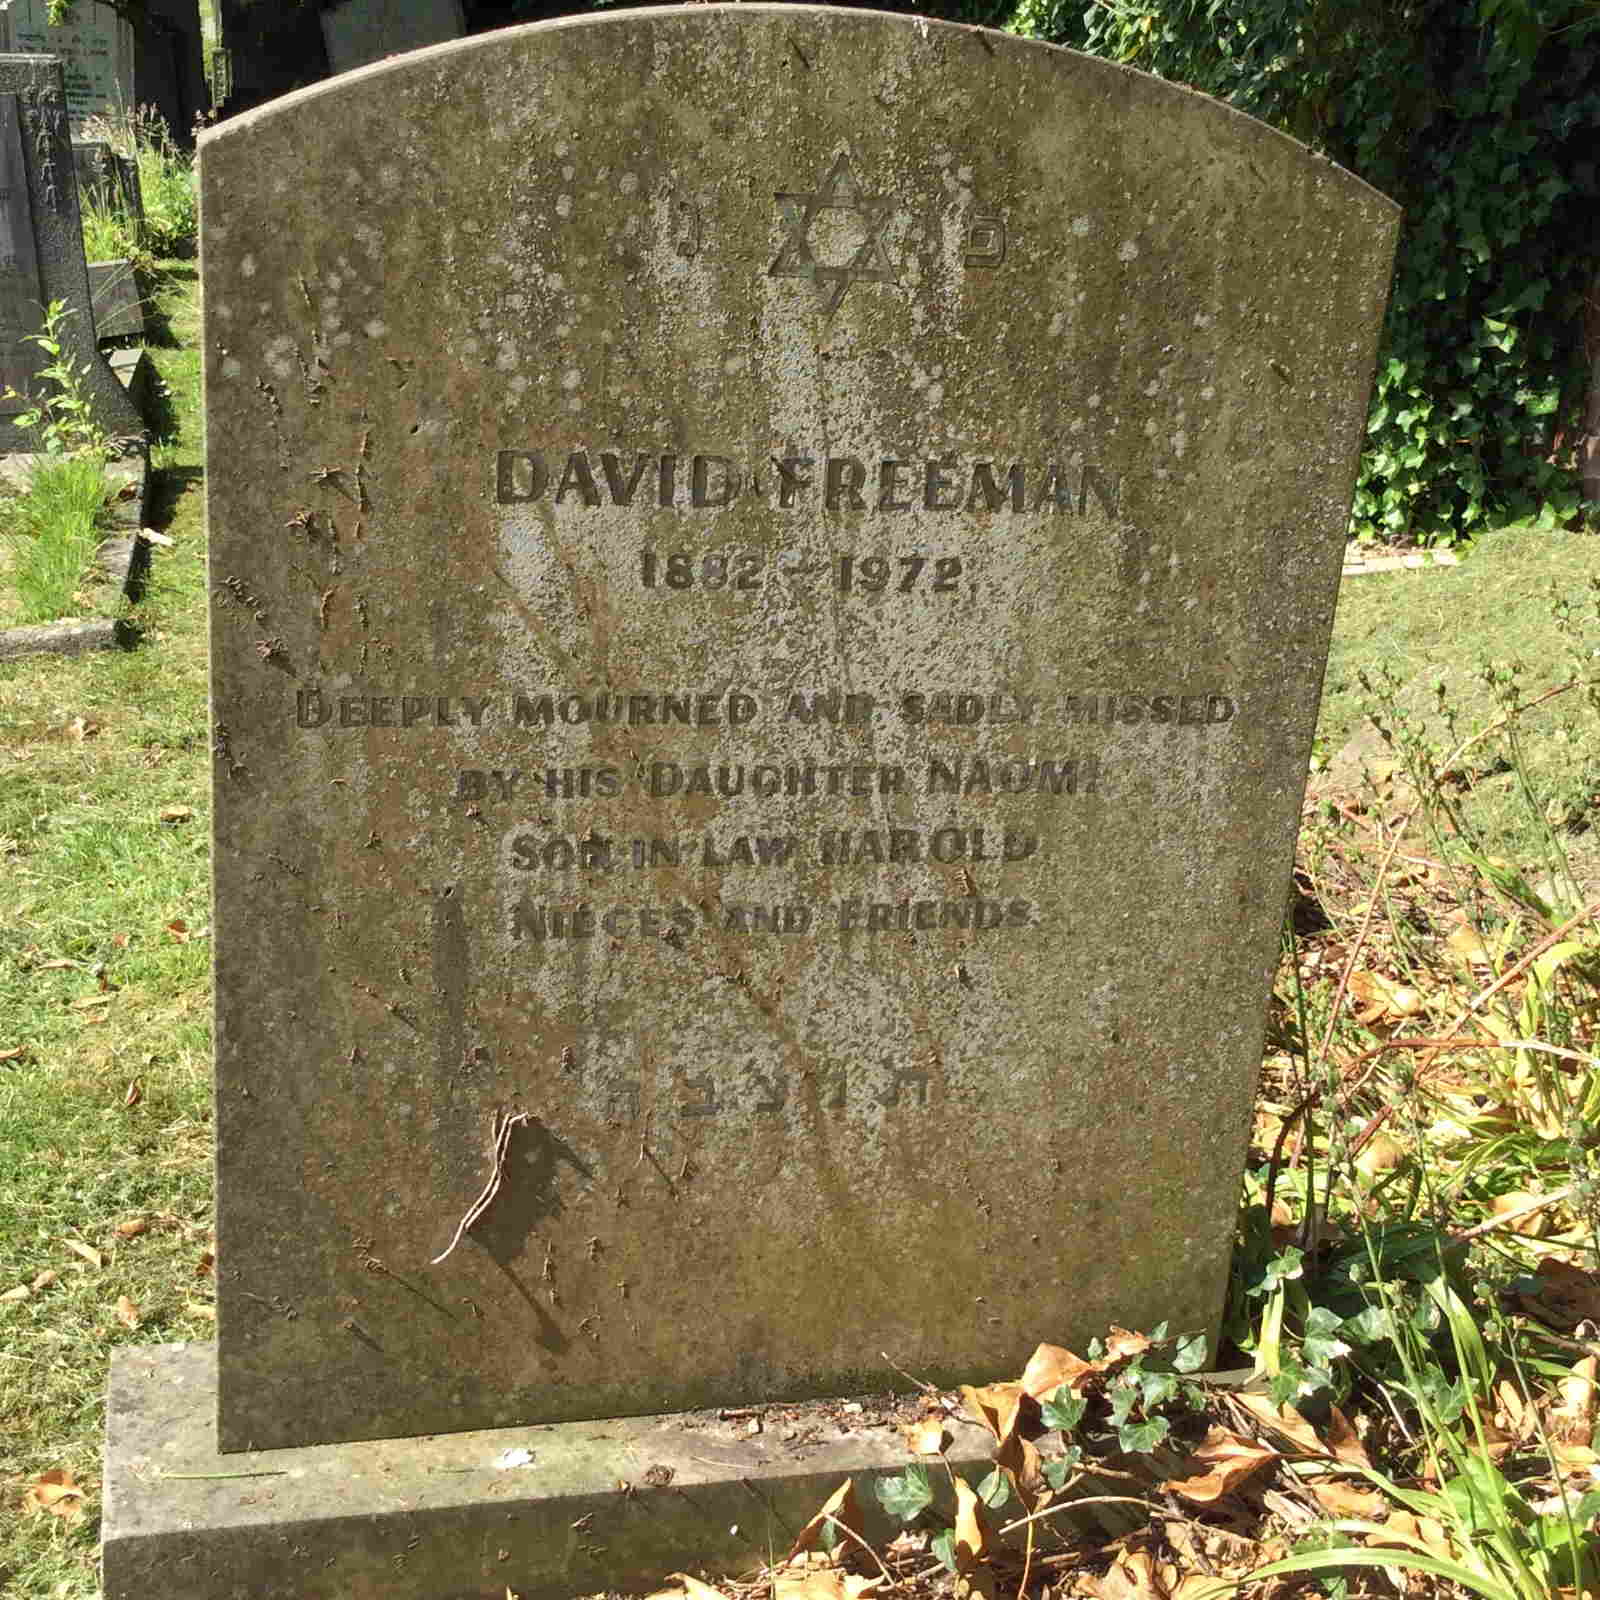 פ נ
DAVID FREEMAN
1882 - 1972.
DEEPLY MOURNED AND SADLY MISSED
BY HIS DAUGHTER NAOMI
SON-IN-LAW HAROLD
NIECES AND FRIENDS.
ת נ צ ב ה